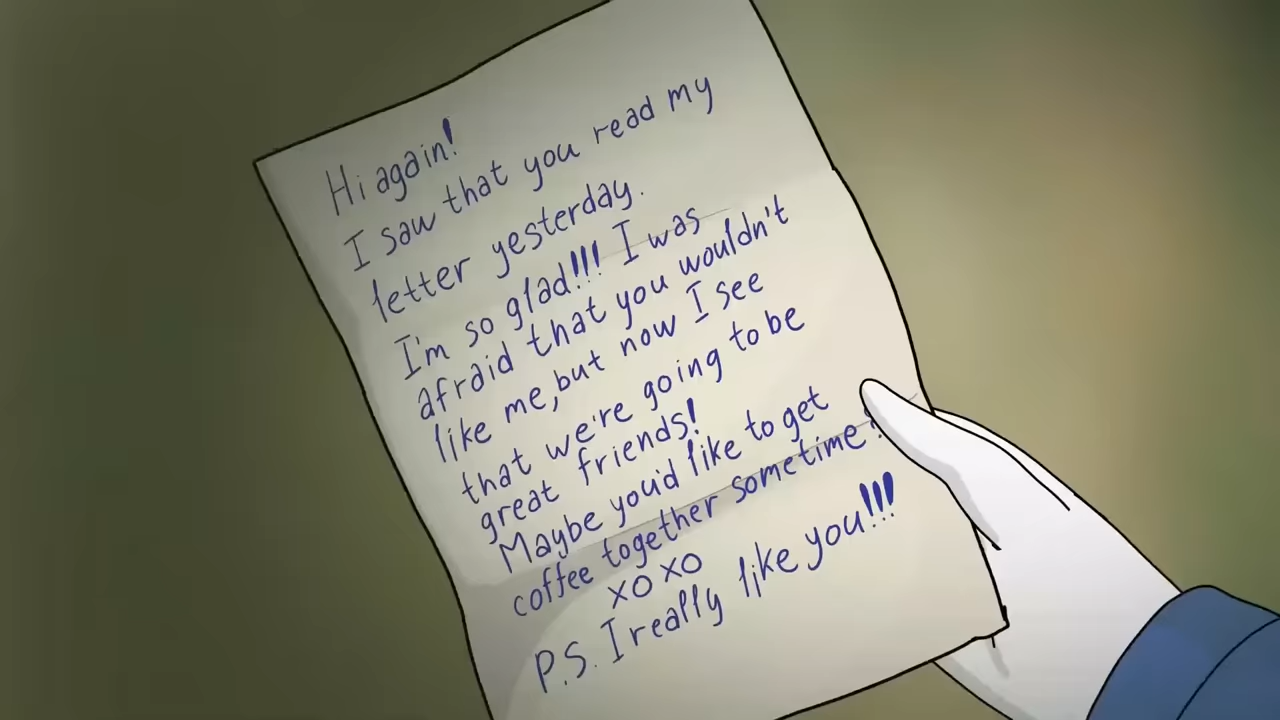 Hi again!
I saw that you read my
letter yesterday.
I'm so glad!!! I was
afraid that you wouldn't
like me, but now I see
that we're going to be
great friends!
Maybe you'd like to get
coffee together sometime?
XOXO
P.S. I really like you!!!